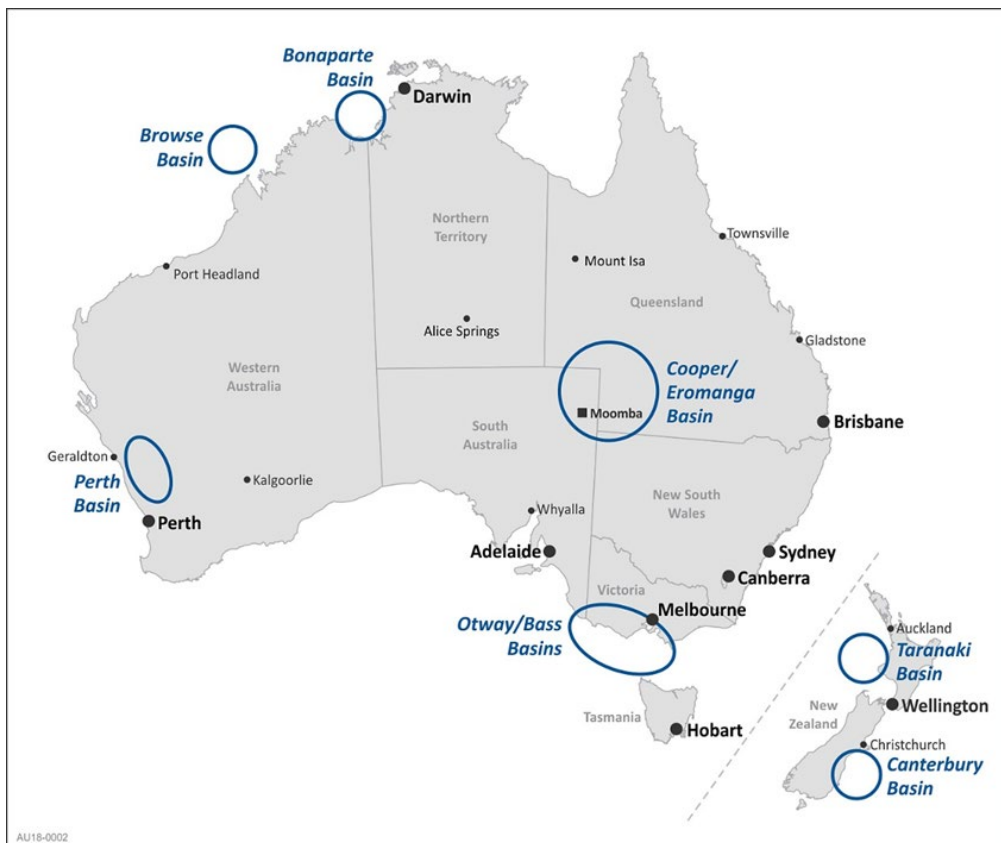 Bonaparte
Basin
Darwin
Browse
Basin
Northern
Territory
Townsville
Mount Isa
Port Headland
Queensland
Alice Springs
Gladstone
Western
Australia
Cooper/
Eromanga
Basin
Moomba
South
Australia
Brisbane
Geraldton
Perth
Basin
Kalgoorlie
New South
Wales
Whyalla
Perth
Adelaide
Sydney
Canberra
Victoria
Melbourne
Otway/Bass
Basins
Auckland
Taranaki
Basin
Tasmania
Hobart
New
Zealand
Wellington
Christchurch
Canterbury
Basin
AU18-0002